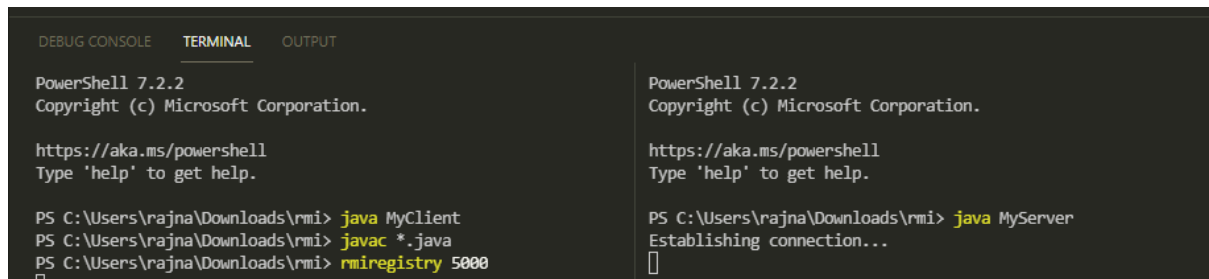 DEBUG CONSOLE TERMINAL OUTPUT
PowerShell 7.2.2
Copyright (c) Microsoft Corporation.
https://aka.ms/powershell
Type 'help' to get help.
PS C:\Users\rajna\Downloads\rmi> java MyClient
PS C:\Users\rajna\Downloads\rmi> javac *.java
PS C:\Users\rajna\Downloads\rmi> rmiregistry 5000
PowerShell 7.2.2
Copyright (c) Microsoft Corporation.
https://aka.ms/powershell
Type 'help' to get help.
PS C:\Users\rajna\Downloads\rmi> java MyServer
Establishing connection...